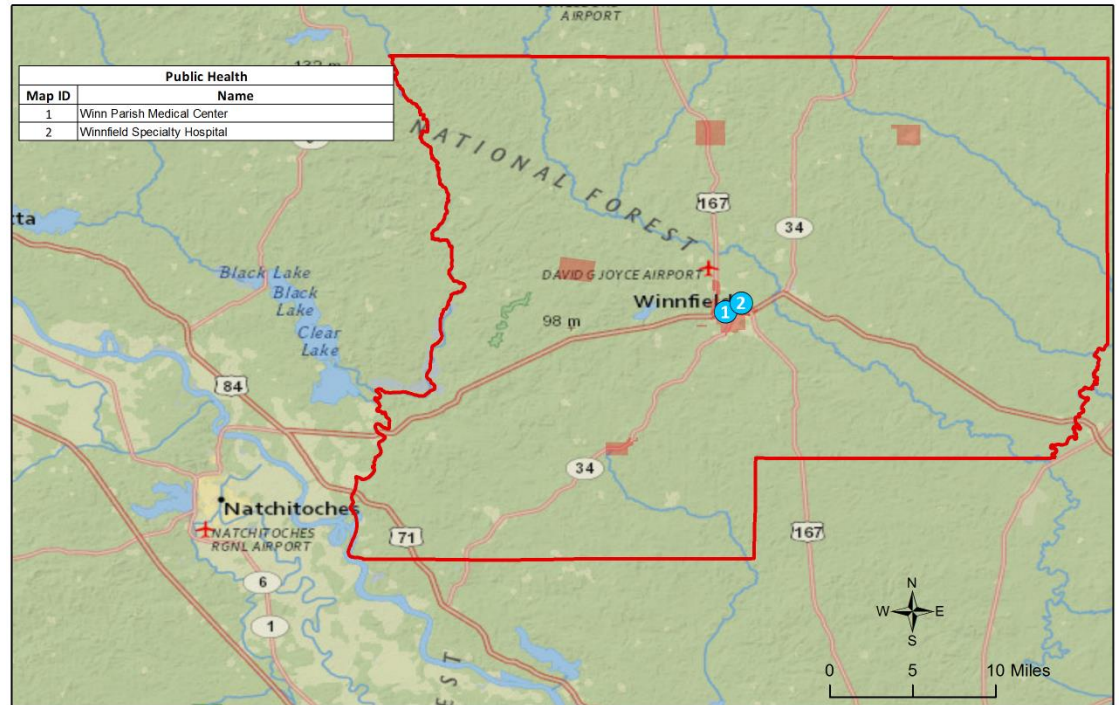 AIRPORT
Public Health
Map ID Name
1 Winn Parish Medical Center
2 Winnfield Specialty Hospital
NATIONAL FOREST
167
34
tta
Black Lake
Black
Lake
Clear
Lake
DAVID G JOYCE AIRPORT
Winnfield
1
2
98 m
84
34
Natchitoches
NATCHITOCHES
RGNL AIRPORT
71
167
6
1
N
W E
S
0 5 10 Miles